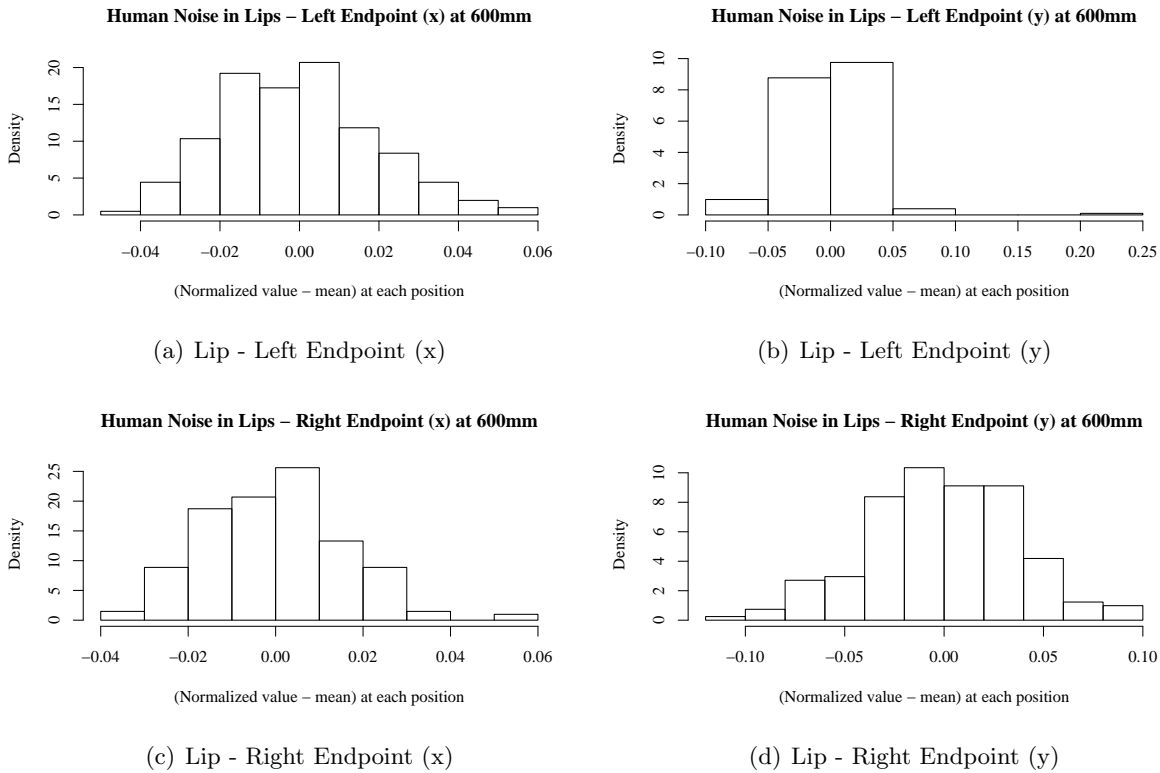 Human Noise in Lips − Left Endpoint (x) at 600mm
Density
20
15
10
5
0
−0.04 −0.02 0.00 0.02 0.04 0.06
(Normalized value − mean) at each position
(a) Lip - Left Endpoint (x)
Human Noise in Lips − Left Endpoint (y) at 600mm
Density
10
8
6
4
2
0
−0.10 −0.05 0.00 0.05 0.10 0.15 0.20 0.25
(Normalized value − mean) at each position
(b) Lip - Left Endpoint (y)
Human Noise in Lips − Right Endpoint (x) at 600mm
Density
25
20
15
10
5
0
−0.04 −0.02 0.00 0.02 0.04 0.06
(Normalized value − mean) at each position
(c) Lip - Right Endpoint (x)
Human Noise in Lips − Right Endpoint (y) at 600mm
Density
10
8
6
4
2
0
−0.10 −0.05 0.00 0.05 0.10
(Normalized value − mean) at each position
(d) Lip - Right Endpoint (y)